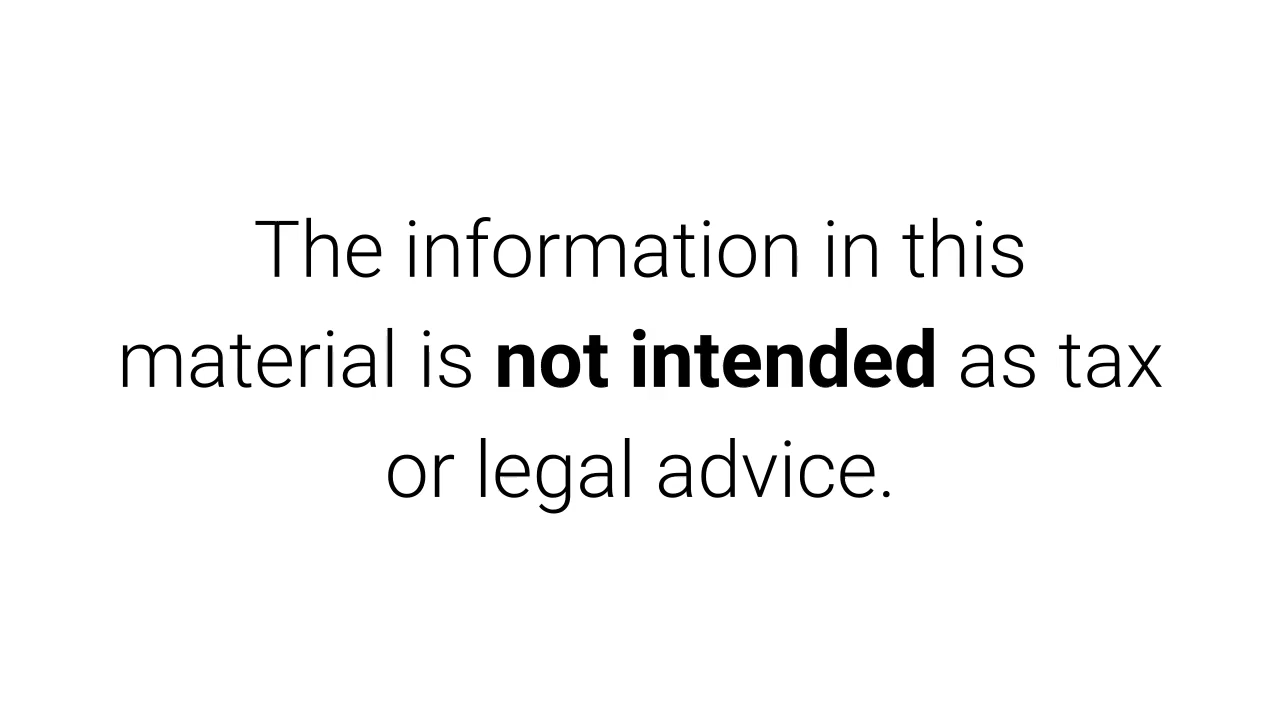 The information in this
material is not intended as tax
or legal advice.